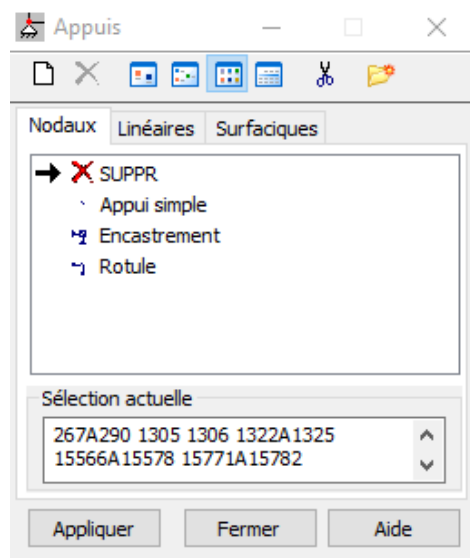 Appuis
Nodaux Linéaires Surfaciques
SUPPR
Appui simple
Encastrement
Rotule
Sélection actuelle
267A290 1305 1306 1322A1325
15566A15578 15771A15782
Appliquer Fermer Aide